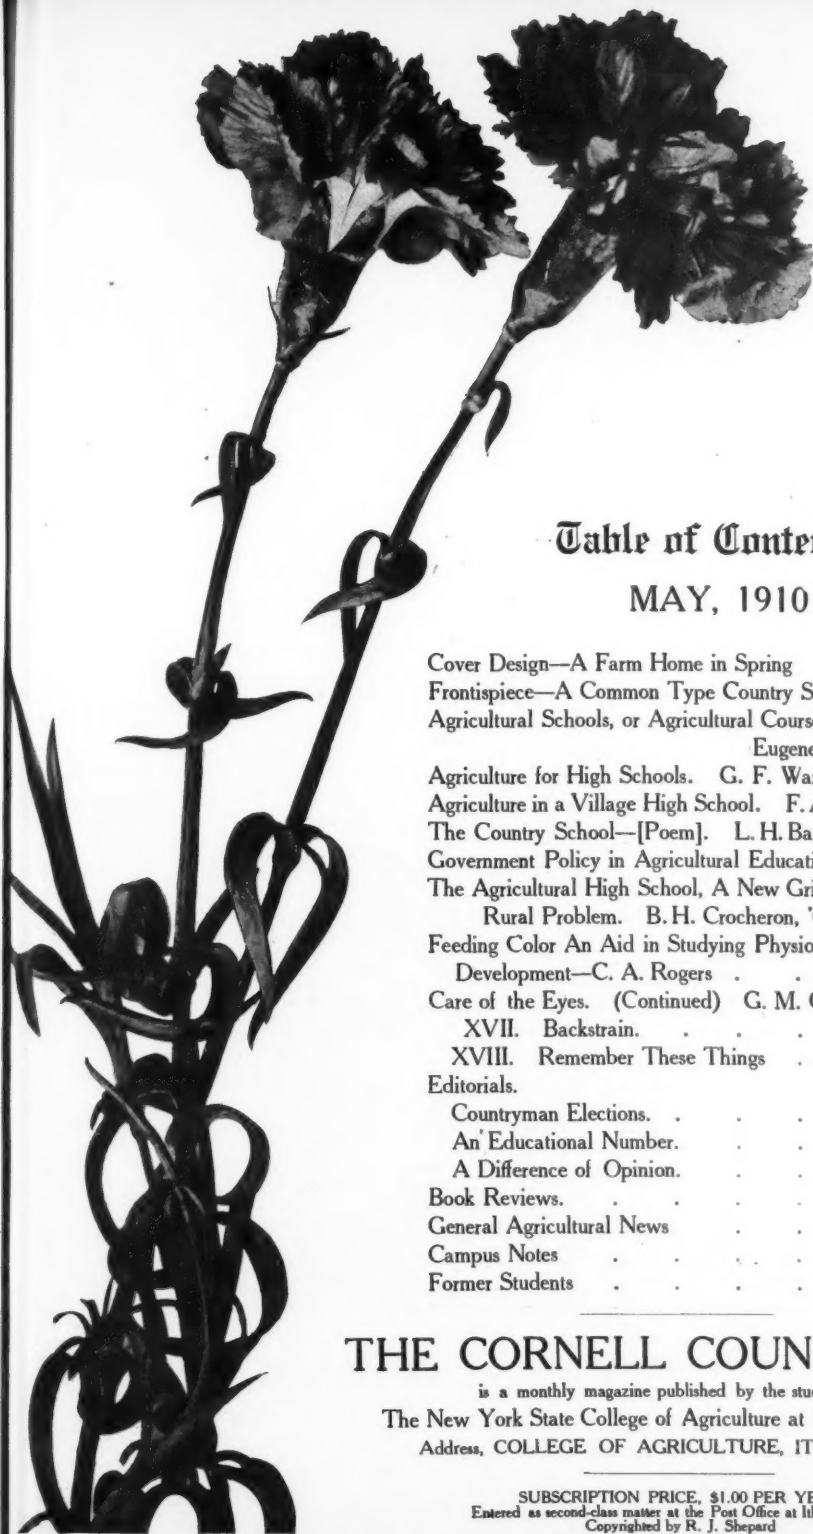 Table of Conte
MAY, 1910
Cover Design—A Farm Home in Spring
Frontispiece—A Common Type Country S
Agricultural Schools, or Agricultural Cours
Eugene
Agriculture for High Schools. G. F. Wa
Agriculture in a Village High School. F. A
The Country School—[Poem]. L. H. Ba
Government Policy in Agricultural Educati
The Agricultural High School, A New Gri
Rural Problem. B. H. Crocheron, '
Feeding Color An Aid in Studying Physio
Development—C. A. Rogers . .
Care of the Eyes. (Continued) G. M. G
XVII. Backstrain. . . .
XVIII. Remember These Things .
Editorials.
Countryman Elections. . . .
An Educational Number. . .
A Difference of Opinion. . .
Book Reviews. . . . .
General Agricultural News . .
Campus Notes . . . .
Former Students . . . .
THE CORNELL COUN
is a monthly magazine published by the stu
The New York State College of Agriculture at
Address, COLLEGE OF AGRICULTURE, IT
SUBSCRIPTION PRICE, $1.00 PER YE
Entered as second-class matter at the Post Office at Ith
Copyrighted by R. J. Shepard